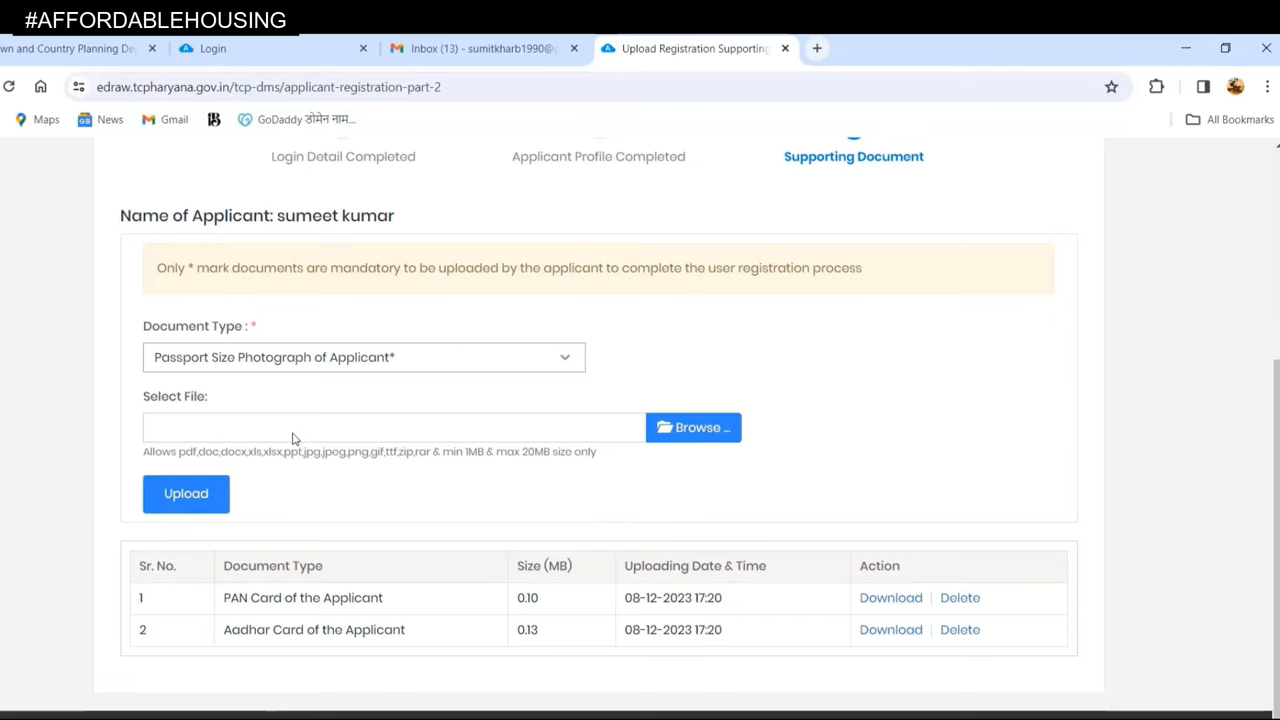 #AFFORDABLEHOUSING
wn and Country Planning De
Login
Inbox (13) - sumitkharb1990@g
Upload Registration Supporting
edraw.tcpharyana.gov.in/tcp-dms/applicant-registration-part-2
Maps
News
Gmail
GoDaddy डोमेन नाम...
All Bookmarks
Login Detail Completed
Applicant Profile Completed
Supporting Document
Name of Applicant: sumeet kumar
Only * mark documents are mandatory to be uploaded by the applicant to complete the user registration process
Document Type : *
Passport Size Photograph of Applicant*
Select File:
Browse ...
Allows pdf,doc,docx,xls,xlsx,ppt,jpg,jpeg,png,gif,ttf,zip,rar & min 1MB & max 20MB size only
Upload
Sr. No. Document Type Size (MB) Uploading Date & Time Action
1 PAN Card of the Applicant 0.10 08-12-2023 17:20 Download | Delete
2 Aadhar Card of the Applicant 0.13 08-12-2023 17:20 Download | Delete